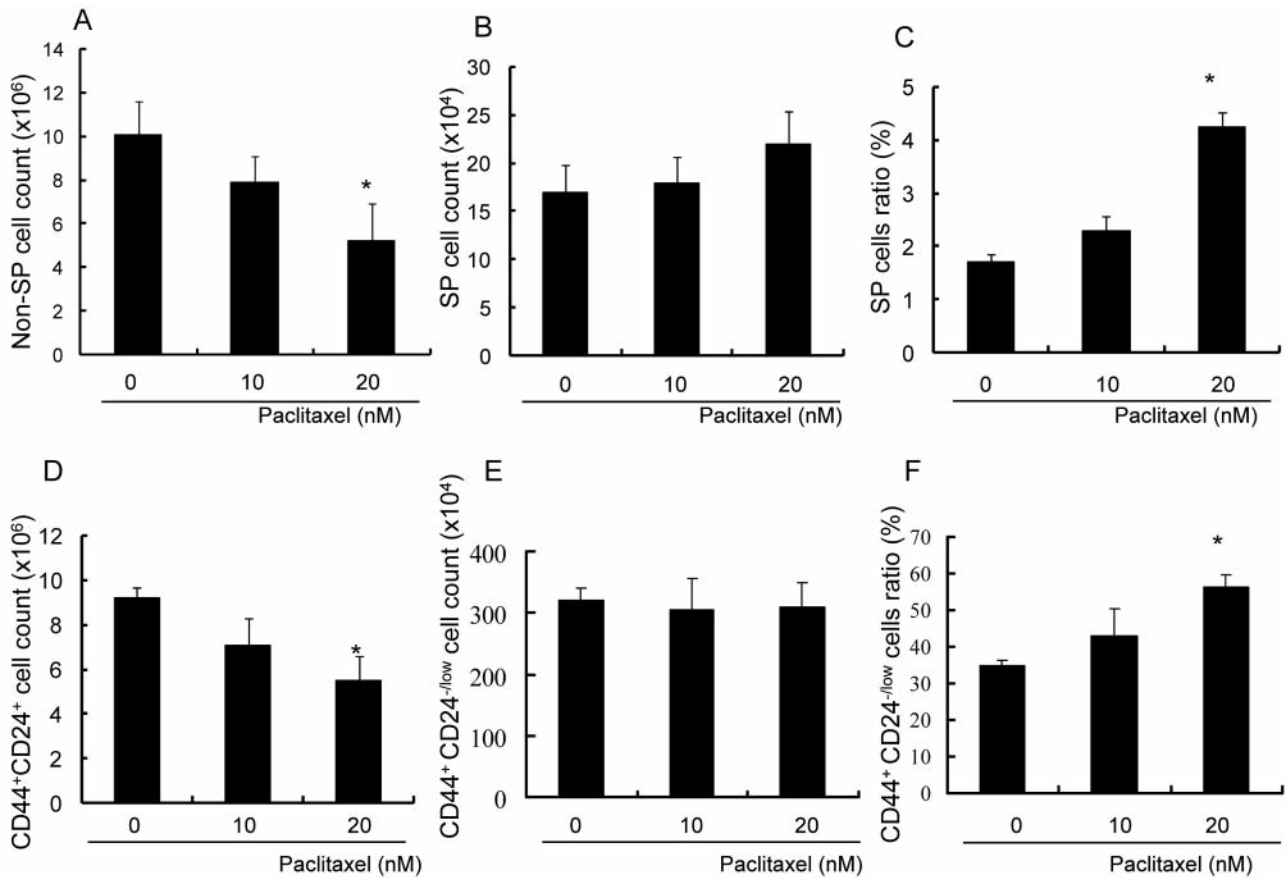 A
Non-SP cell count (x10⁶)
14
12
10
8
6
4
2
0
*
0 10 20
Paclitaxel (nM)
B
SP cell count (x10⁴)
30
25
20
15
10
5
0
0 10 20
Paclitaxel (nM)
C
SP cells ratio (%)
5
4
3
2
1
0
*
0 10 20
Paclitaxel (nM)
D
CD44⁺CD24⁺ cell count (x10⁶)
12
10
8
6
4
2
0
*
0 10 20
Paclitaxel (nM)
E
CD44⁺ CD24⁻/ˡᵒʷ cell count (x10⁴)
400
300
200
100
0
0 10 20
Paclitaxel (nM)
F
CD44⁺ CD24⁻/ˡᵒʷ cells ratio (%)
70
60
50
40
30
20
10
0
*
0 10 20
Paclitaxel (nM)